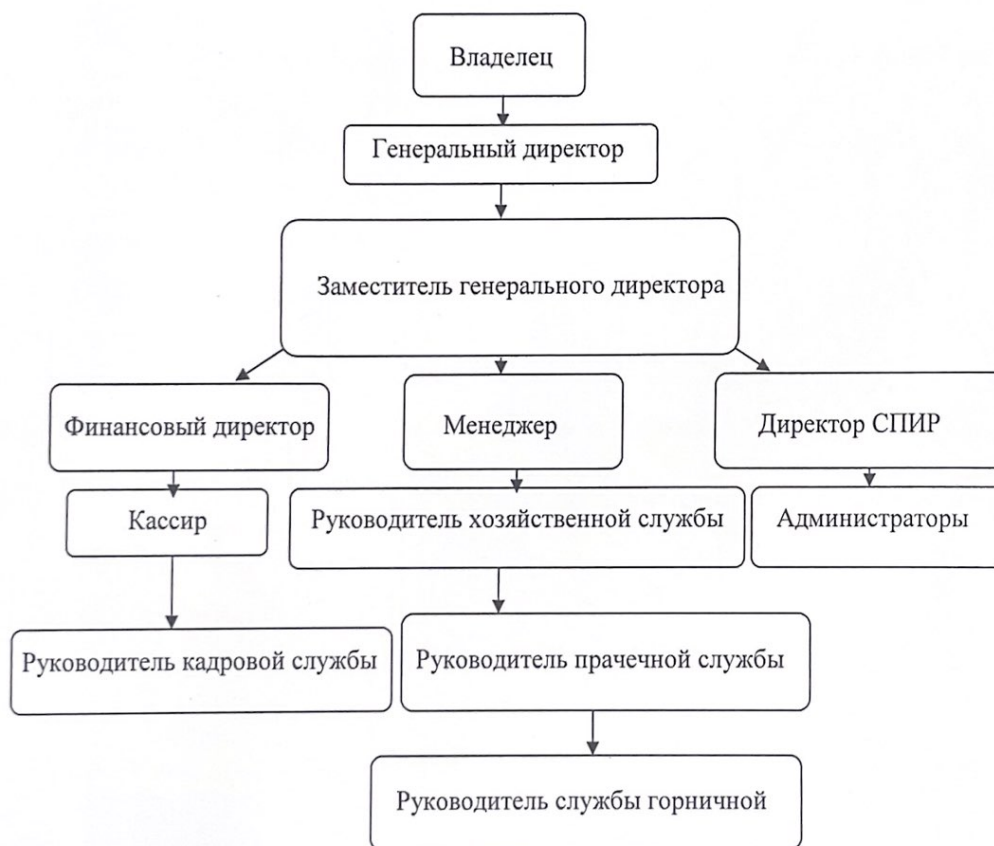 Владелец
Генеральный директор
Заместитель генерального директора
Финансовый директор
Менеджер
Директор СПИР
Кассир
Руководитель хозяйственной службы
Администраторы
Руководитель кадровой службы
Руководитель прачечной службы
Руководитель службы горничной